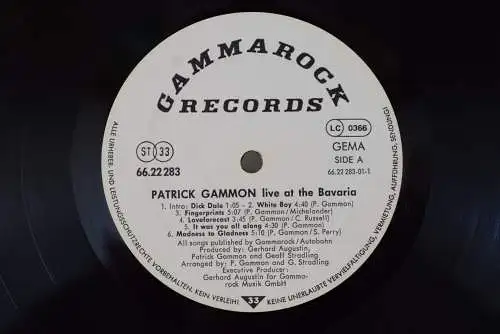 GAMMAROCK
RECORDS
LC 0366
GEMA
SIDE A
66.22 283-01-1
ST 33
66.22 283
PATRICK GAMMON live at the Bavaria
1. Intro: Dick Dole 1:05 - 2. White Boy 4:40 (P. Gammon)
3. Fingerprints 5:07 (P. Gammon/Michelander)
4. Loveforecast 3:45 (P. Gammon/C. Russell)
5. It was you all along 4:30 (P. Gammon)
6. Madness to Gladness 5:10 (P. Gammon/S. Perry)
All songs published by Gammarock/Autobahn
Produced by: Gerhard Augustin,
Patrick Gammon and Geoff Stradling
Arranged by: P. Gammon and G. Stradling
Executive Producer:
Gerhard Augustin for Gamma-
rock Musik GmbH
ALLE URHEBER- UND LEISTUNGSSCHUTZRECHTE VORBEHALTEN. KEIN VERLEIH! 33 KEINE UNERLAUBTE VERVIELFÄLTIGUNG, VERMIETUNG, AUFFÜHRUNG, SENDUNG!